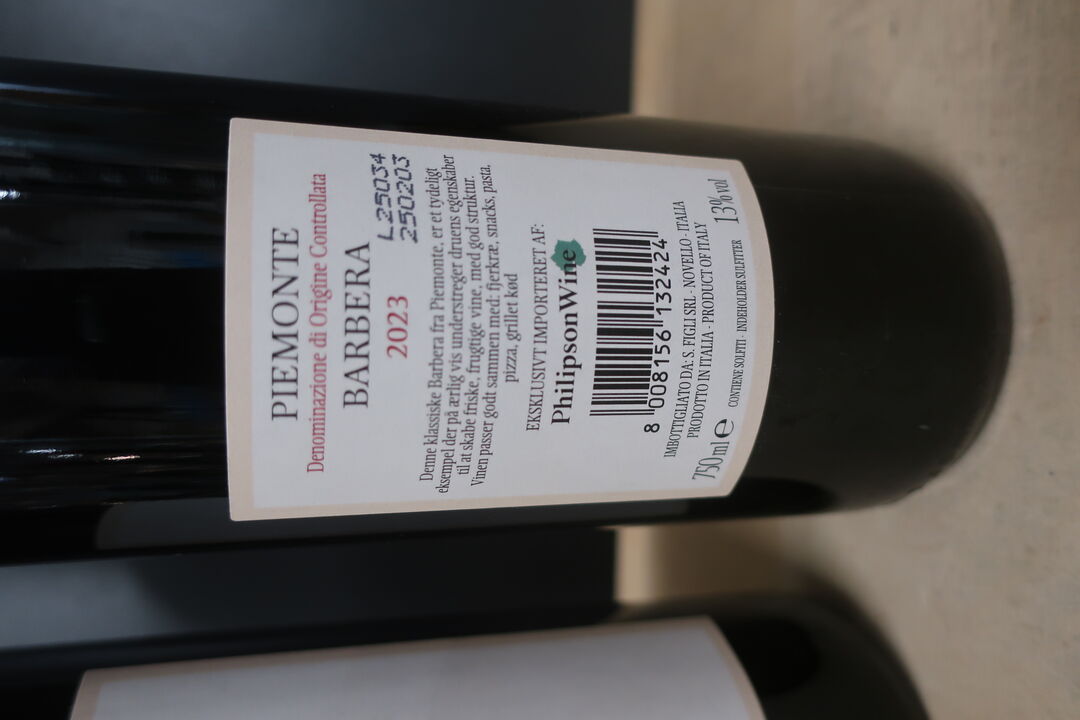 PIEMONTE
Denominazione di Origine Controllata
BARBERA
2023
L25034
250203
Denne klassiske Barbera fra Piemonte, er et tydeligt
eksempel der på ærlig vis understreger druens egenskaber
til at skabe friske, frugtige vine, med god struktur.
Vinen passer godt sammen med: fjerkræ, snacks, pasta,
pizza, grillet kød
EKSKLUSIVT IMPORTERET AF:
PhilipsonWine
8 008156 132424
IMBOTTIGLIATO DA: S. FIGLI SRL - NOVELLO - ITALIA
PRODOTTO IN ITALIA - PRODUCT OF ITALY
750 ml e CONTIENE SOLFITI - INDEHOLDER SULFITTER 13% vol